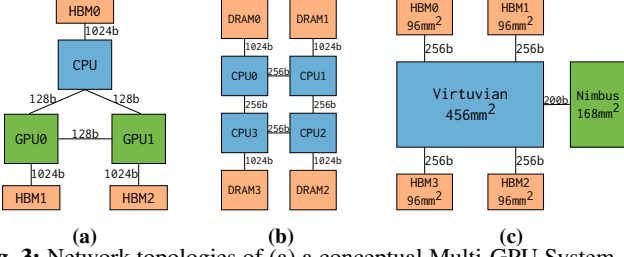 HBM0
1024b
CPU
128b
128b
GPU0
128b
GPU1
1024b
1024b
HBM1
HBM2
(a)
DRAM0
DRAM1
1024b
1024b
CPU0
256b
CPU1
256b
256b
CPU3
256b
CPU2
1024b
1024b
DRAM3
DRAM2
(b)
HBM0
96mm2
HBM1
96mm2
256b
256b
Virtuvian
456mm2
200b
Nimbus
168mm2
256b
256b
HBM3
96mm2
HBM2
96mm2
(c)
3: Network topologies of (a) a conceptual Multi-GPU System